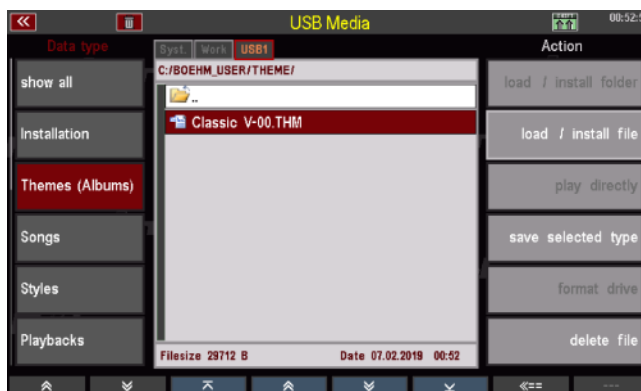 USB Media
00:52:
Data type
Syst. Work USB1
Action
show all
Installation
Themes (Albums)
Songs
Styles
Playbacks
C:/BOEHM_USER/THEME/
..
Classic V-00.THM
Filesize 29712 B Date 07.02.2019 00:52
load / install folder
load / install file
play directly
save selected type
format drive
delete file
«==
---